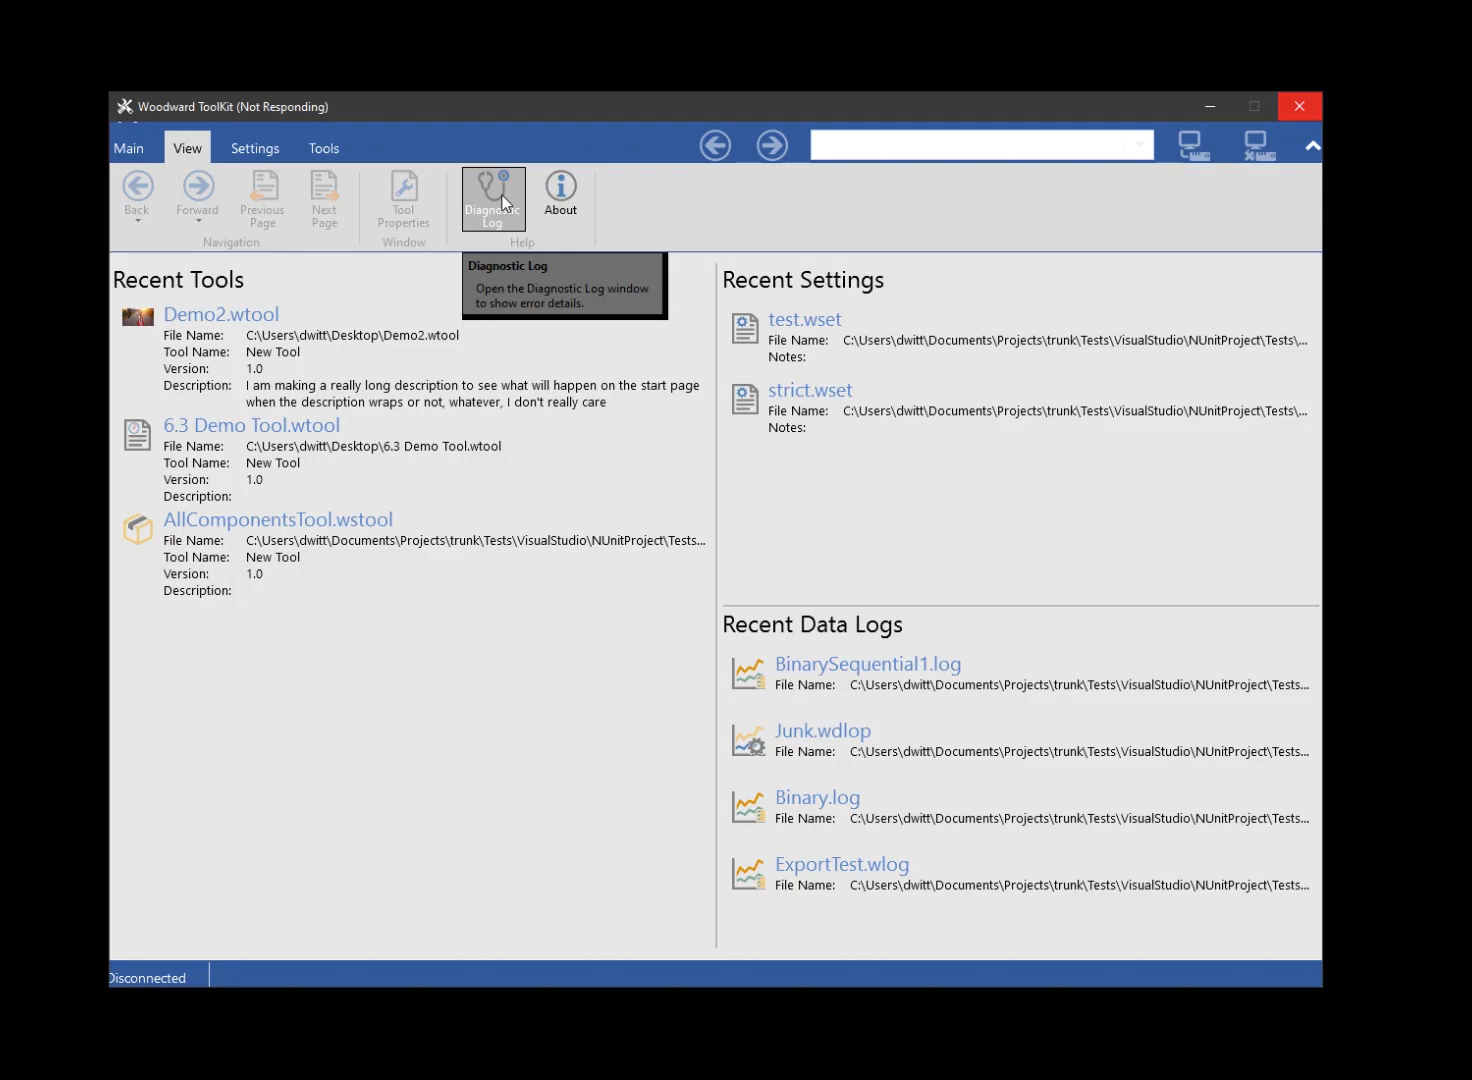 Woodward ToolKit (Not Responding)
Main View Settings Tools
Back Forward Previous Page Next Page Tool Properties Diagnostic Log About
Navigation Window Help
Diagnostic Log
Open the Diagnostic Log window
to show error details.
Recent Tools
Demo2.wtool
File Name: C:\Users\dwitt\Desktop\Demo2.wtool
Tool Name: New Tool
Version: 1.0
Description: I am making a really long description to see what will happen on the start page
when the description wraps or not, whatever, I don't really care
6.3 Demo Tool.wtool
File Name: C:\Users\dwitt\Desktop\6.3 Demo Tool.wtool
Tool Name: New Tool
Version: 1.0
Description:
AllComponentsTool.wstool
File Name: C:\Users\dwitt\Documents\Projects\trunk\Tests\VisualStudio\NUnitProject\Tests...
Tool Name: New Tool
Version: 1.0
Description:
Recent Settings
test.wset
File Name: C:\Users\dwitt\Documents\Projects\trunk\Tests\VisualStudio\NUnitProject\Tests\...
Notes:
strict.wset
File Name: C:\Users\dwitt\Documents\Projects\trunk\Tests\VisualStudio\NUnitProject\Tests\...
Notes:
Recent Data Logs
BinarySequential1.log
File Name: C:\Users\dwitt\Documents\Projects\trunk\Tests\VisualStudio\NUnitProject\Tests...
Junk.wdlop
File Name: C:\Users\dwitt\Documents\Projects\trunk\Tests\VisualStudio\NUnitProject\Tests...
Binary.log
File Name: C:\Users\dwitt\Documents\Projects\trunk\Tests\VisualStudio\NUnitProject\Tests...
ExportTest.wlog
File Name: C:\Users\dwitt\Documents\Projects\trunk\Tests\VisualStudio\NUnitProject\Tests...
Disconnected